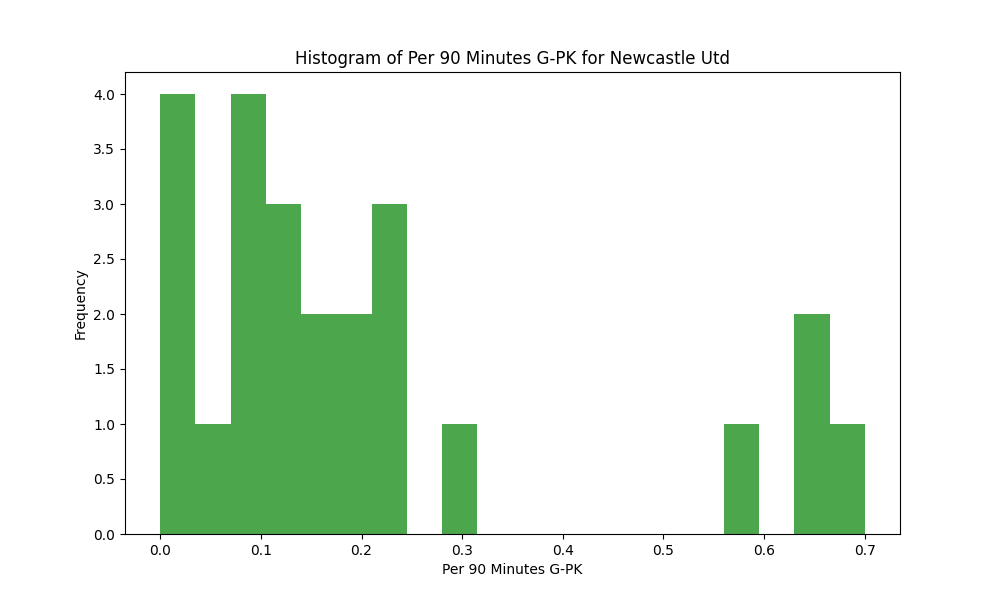 Histogram of Per 90 Minutes G-PK for Newcastle Utd
4.0
3.5
3.0
2.5
2.0
1.5
1.0
0.5
0.0
Frequency
0.0 0.1 0.2 0.3 0.4 0.5 0.6 0.7
Per 90 Minutes G-PK